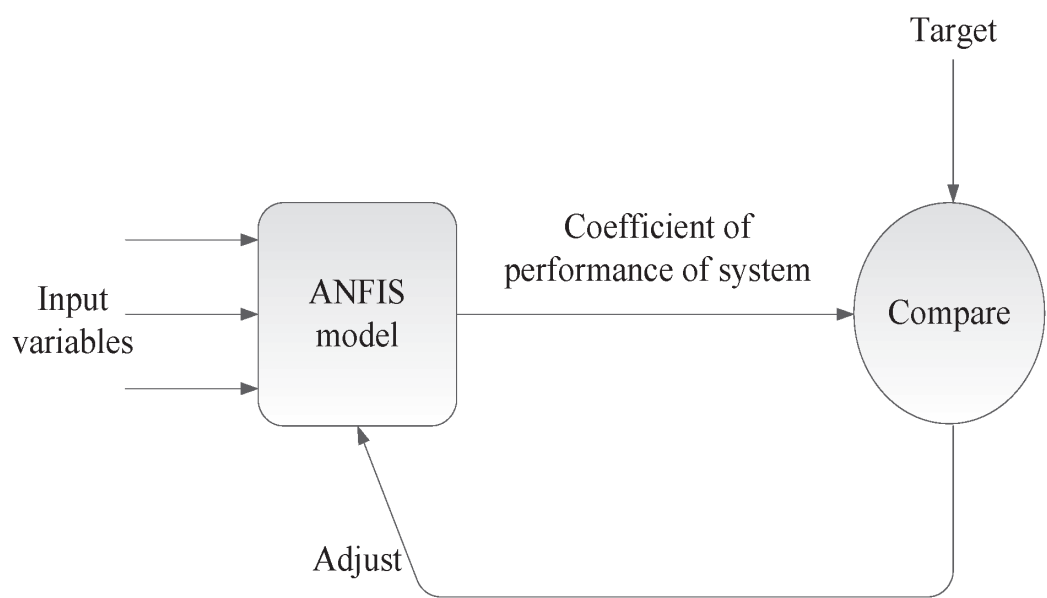 Target
Coefficient of
performance of system
Input
variables
ANFIS
model
Compare
Adjust